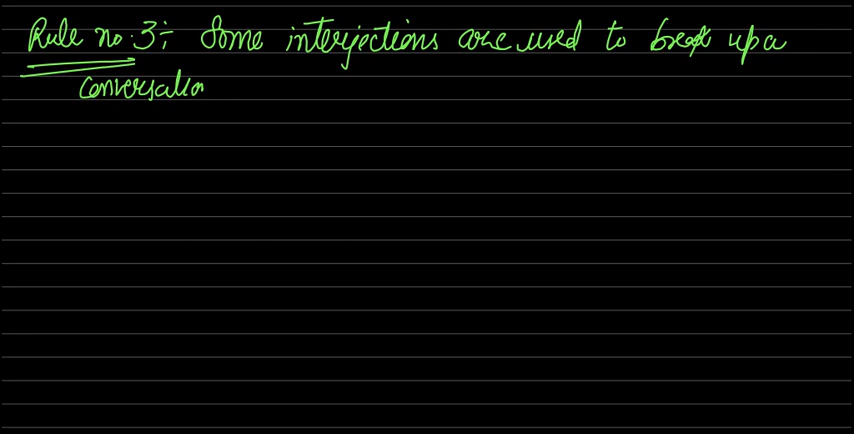 Rule no. 3:- Some interjections are used to break up a
conversation